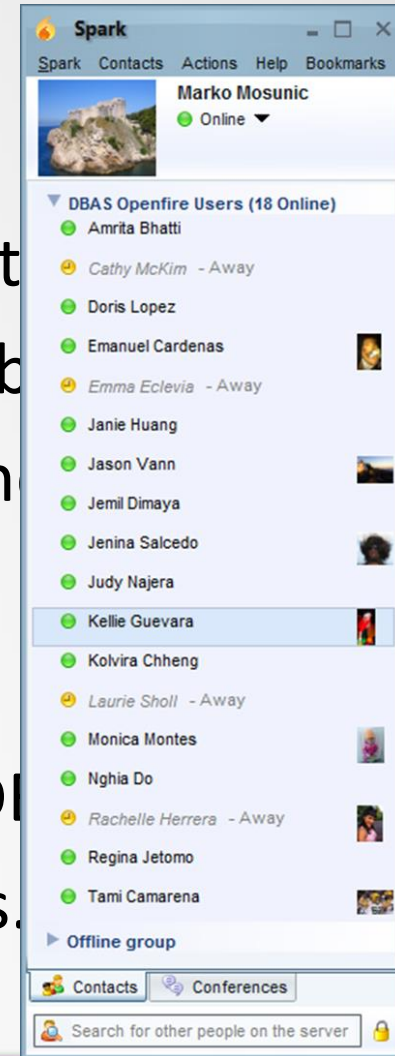 Spark
Spark Contacts Actions Help Bookmarks
Marko Mosunic
Online
DBAS Openfire Users (18 Online)
Amrita Bhatti
Cathy McKim - Away
Doris Lopez
Emanuel Cardenas
Emma Eclevia - Away
Janie Huang
Jason Vann
Jemil Dimaya
Jenina Salcedo
Judy Najera
Kellie Guevara
Kolvira Chheng
Laurie Sholl - Away
Monica Montes
Nghia Do
Rachelle Herrera - Away
Regina Jetomo
Tami Camarena
Offline group
Contacts Conferences
Search for other people on the server